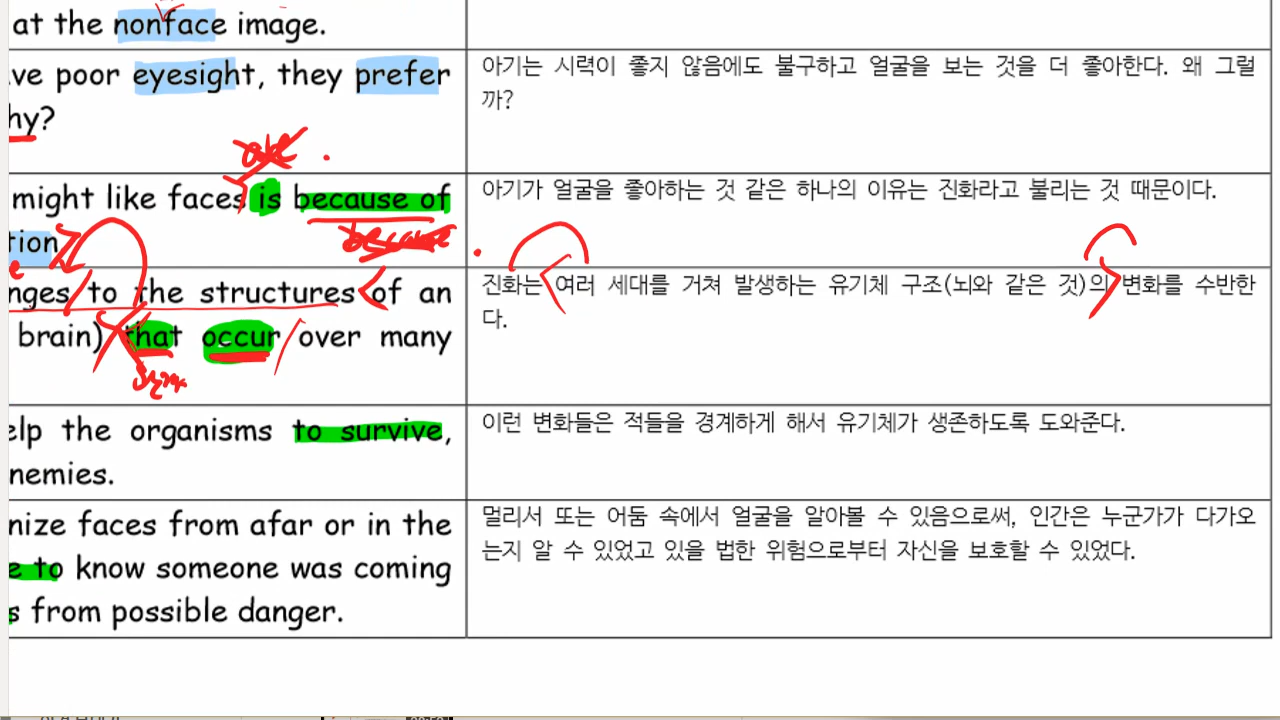 at the nonface image.
ve poor eyesight, they prefer
hy?
아기는 시력이 좋지 않음에도 불구하고 얼굴을 보는 것을 더 좋아한다. 왜 그럴
까?
are
might like faces is because of
tion
because
아기가 얼굴을 좋아하는 것 같은 하나의 이유는 진화라고 불리는 것 때문이다.
nges to the structures of an
brain) that occur over many
진화는 여러 세대를 거쳐 발생하는 유기체 구조(뇌와 같은 것)의 변화를 수반한
다.
elp the organisms to survive,
nemies.
이런 변화들은 적들을 경계하게 해서 유기체가 생존하도록 도와준다.
nize faces from afar or in the
e to know someone was coming
s from possible danger.
멀리서 또는 어둠 속에서 얼굴을 알아볼 수 있음으로써, 인간은 누군가가 다가오
는지 알 수 있었고 있을 법한 위험으로부터 자신을 보호할 수 있었다.